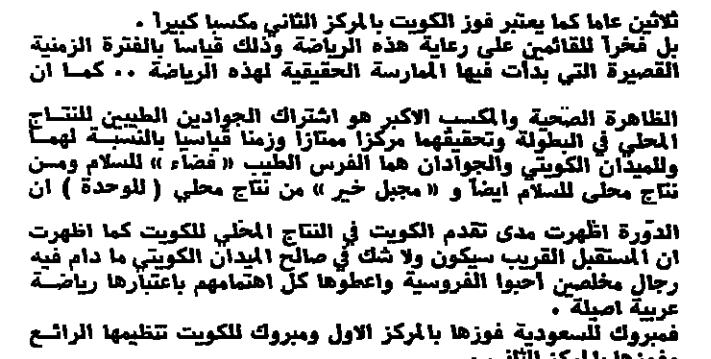 ثلاثين عاما كما يعتبر فوز الكويت بالمركز الثاني مكسبا كبيرا .
بل فخرا للقائمين على رعاية هذه الرياضة وذلك قياسا بالفترة الزمنية
القصيرة التي بدأت فيها الممارسة الحقيقية لهذه الرياضة .. كما ان
الظاهرة الصحية والمكسب الاكبر هو اشتراك الجوادين الطيبين للنتاج
المحلي في البطولة وتحقيقهما مركزا ممتازا وزمنا قياسيا بالنسبة لهما
وللميدان الكويتي والجوادان هما الفرس الطيب « فضاء » للسلام ومن
نتاج محلى للسلام ايضا و « مجبل خير » من نتاج محلي ( للوحدة ) ان
الدورة اظهرت مدى تقدم الكويت في النتاج المحلي للكويت كما اظهرت
ان المستقبل القريب سيكون ولا شك في صالح الميدان الكويتي ما دام فيه
رجال مخلصين احبوا الفروسية واعطوها كل اهتمامهم باعتبارها رياضة
عربية اصيلة .
فمبروك للسعودية فوزها بالمركز الاول ومبروك للكويت تنظيمها الرائع
وفوزها بالمركز الثاني .